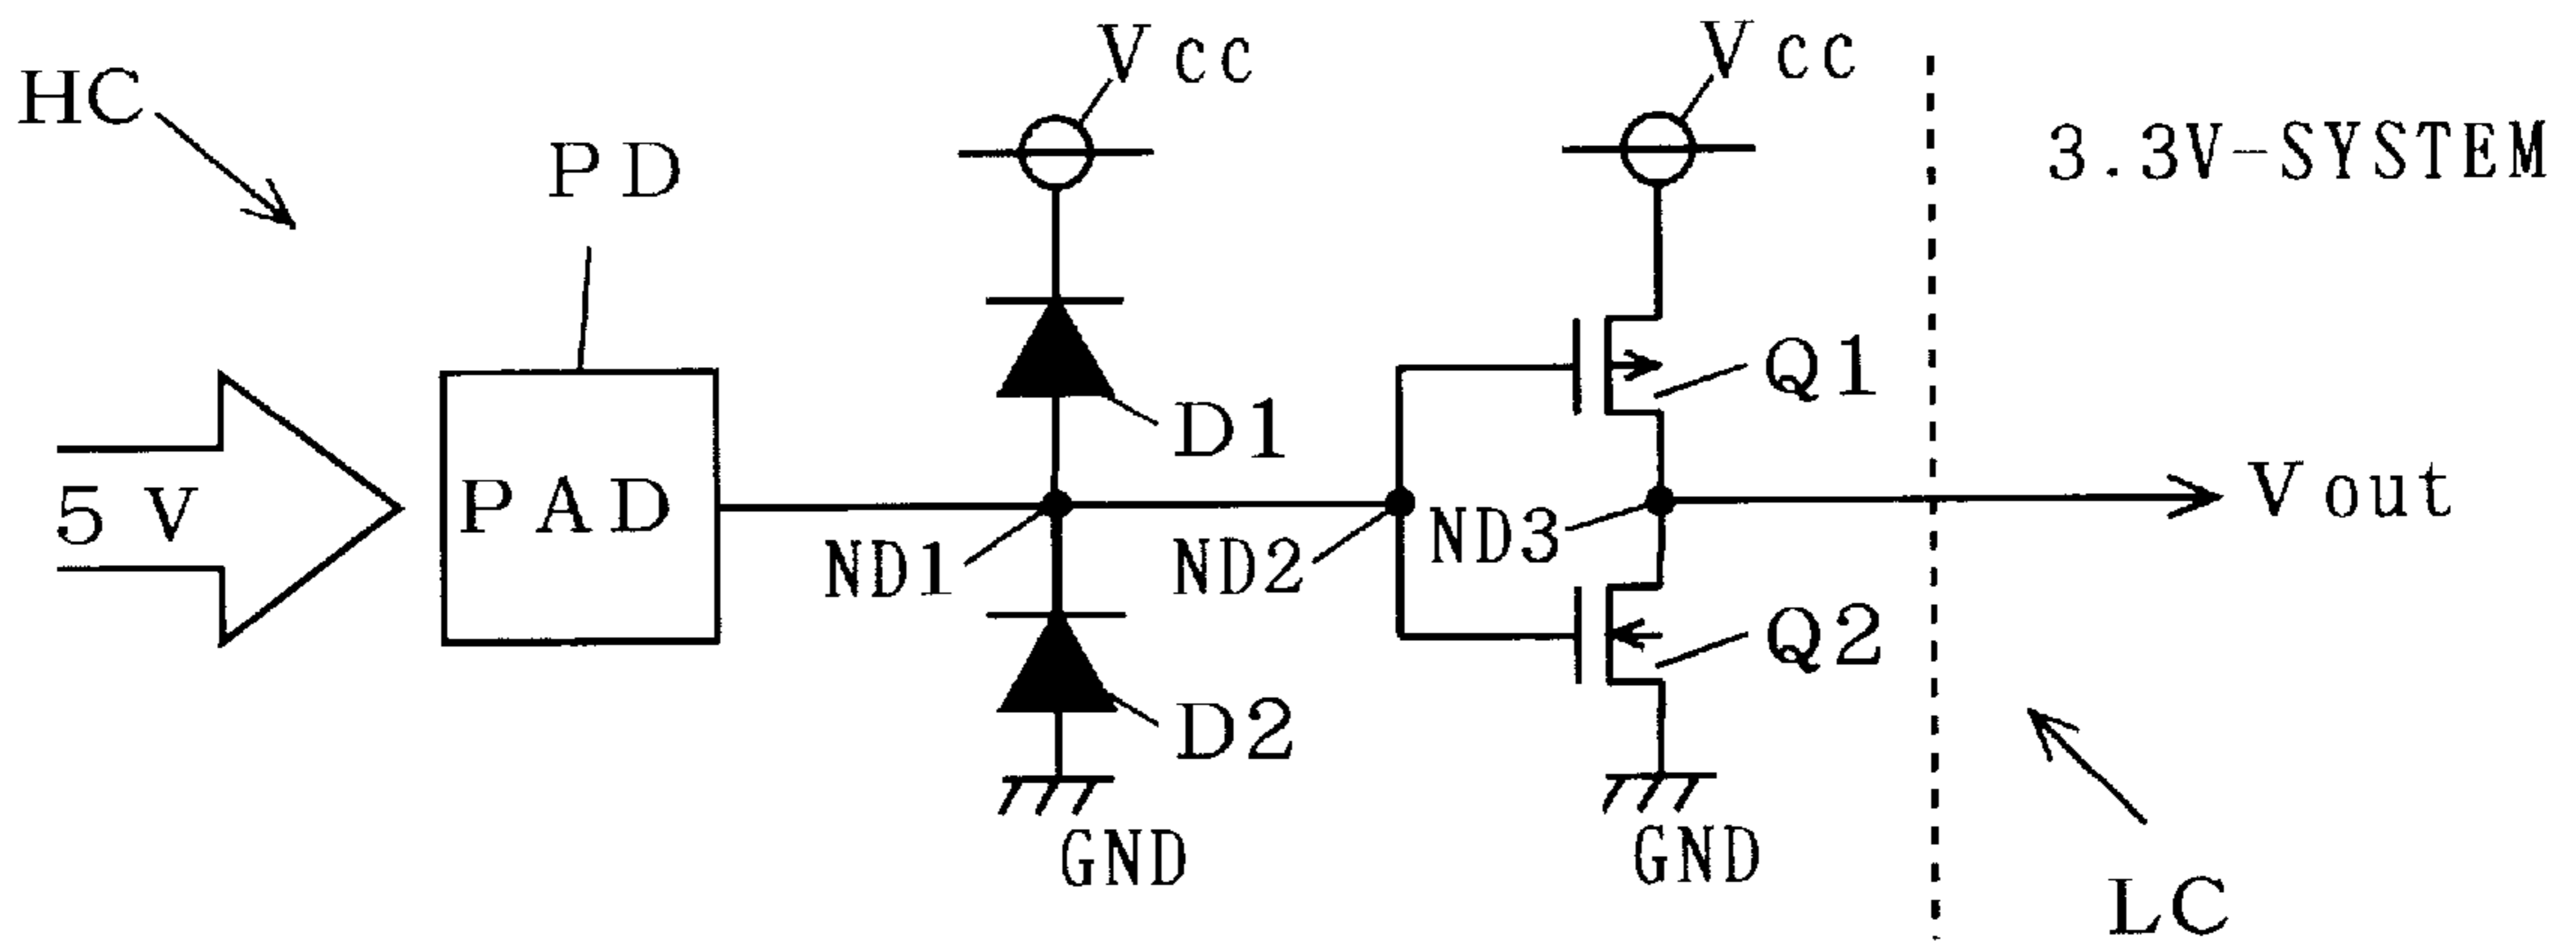 HC
PD
Vcc
Vcc
3.3V-SYSTEM
5V
PAD
D1
Q1
ND1
ND2
ND3
Vout
D2
Q2
GND
GND
LC